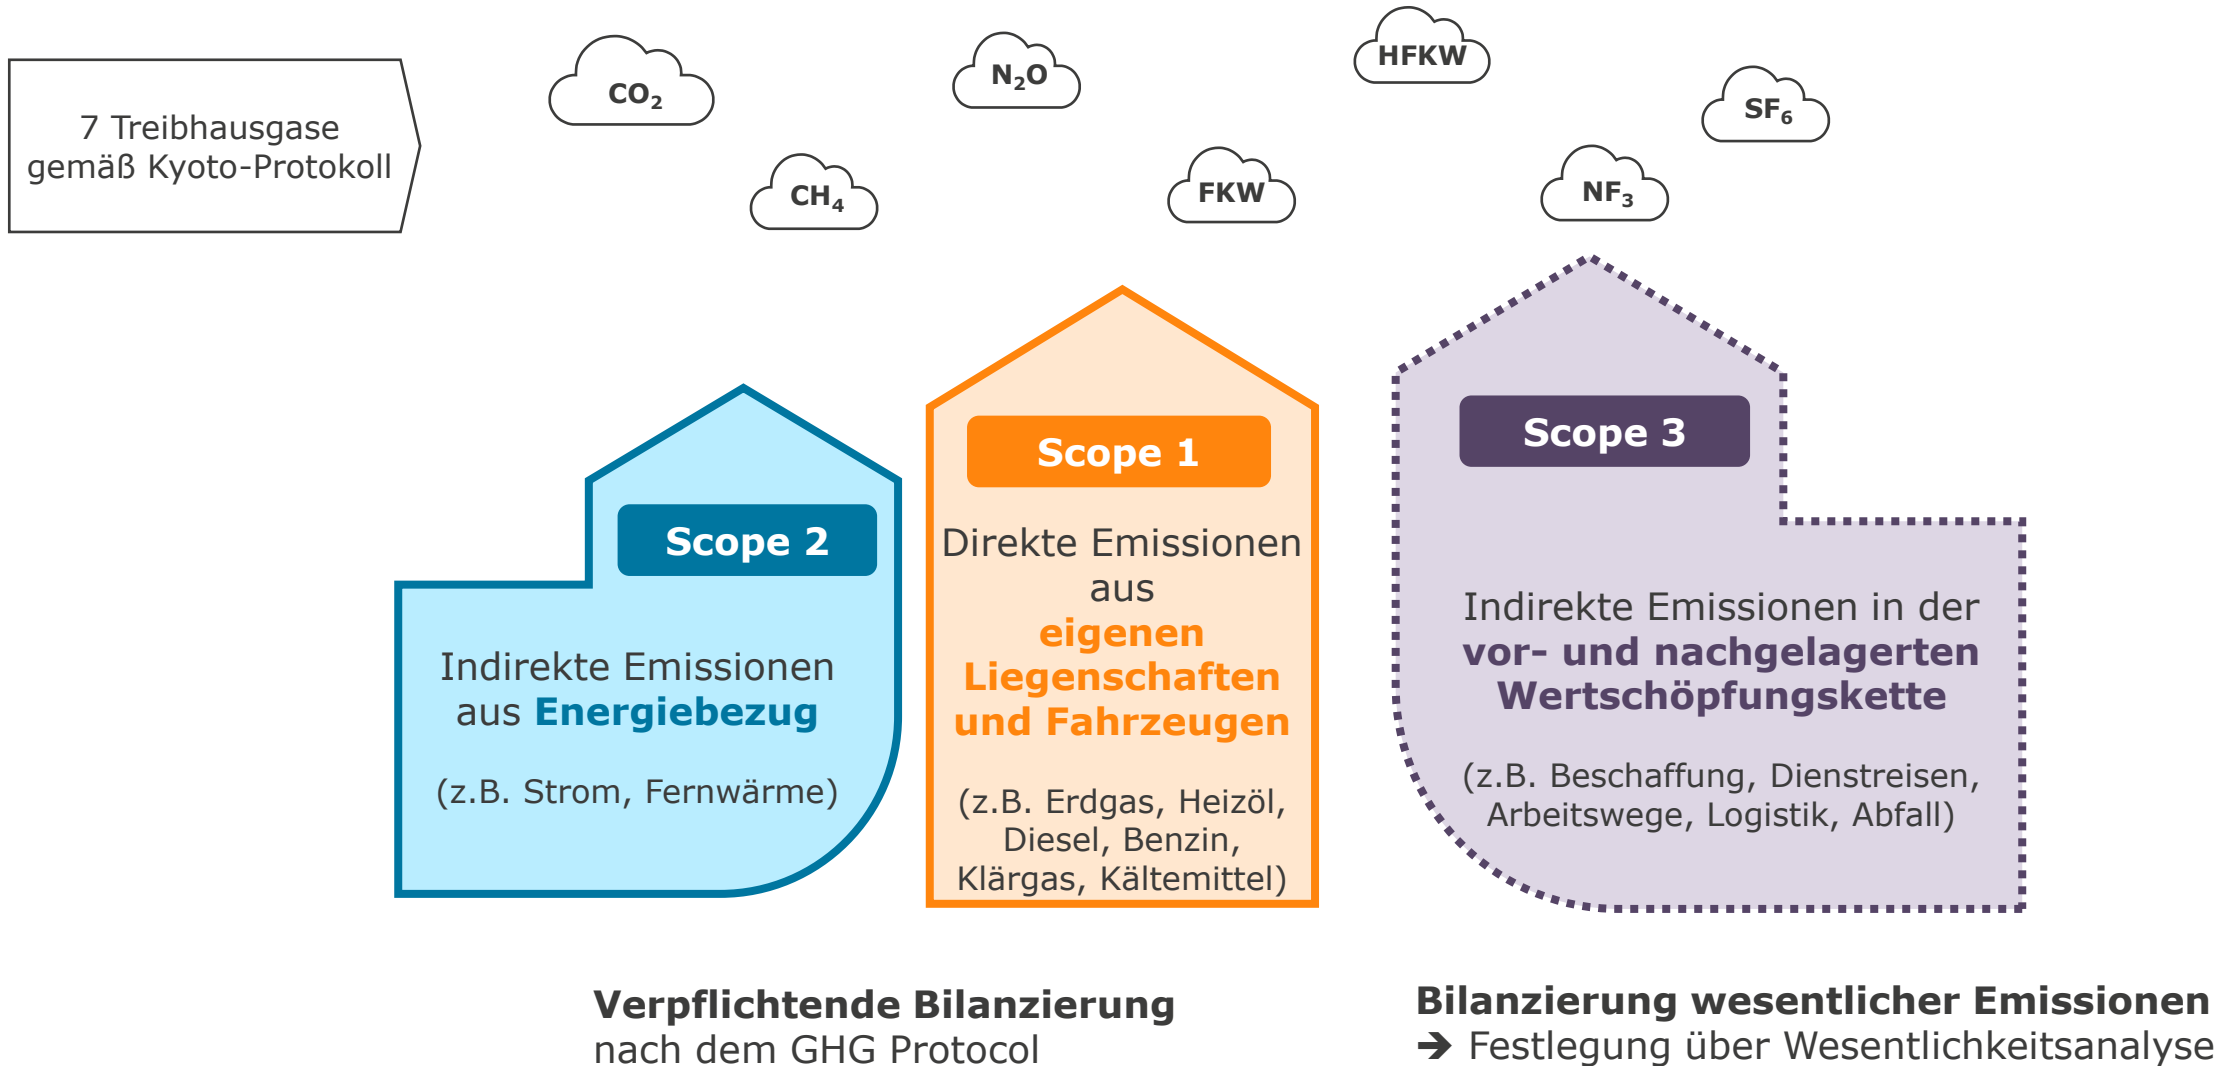 7 Treibhausgase
gemäß Kyoto-Protokoll
CO₂
CH₄
N₂O
FKW
HFKW
NF₃
SF₆
Scope 2
Indirekte Emissionen
aus Energiebezug
(z.B. Strom, Fernwärme)
Scope 1
Direkte Emissionen
aus
eigenen
Liegenschaften
und Fahrzeugen
(z.B. Erdgas, Heizöl,
Diesel, Benzin,
Klärgas, Kältemittel)
Scope 3
Indirekte Emissionen in der
vor- und nachgelagerten
Wertschöpfungskette
(z.B. Beschaffung, Dienstreisen,
Arbeitswege, Logistik, Abfall)
Verpflichtende Bilanzierung
nach dem GHG Protocol
Bilanzierung wesentlicher Emissionen
➔ Festlegung über Wesentlichkeitsanalyse